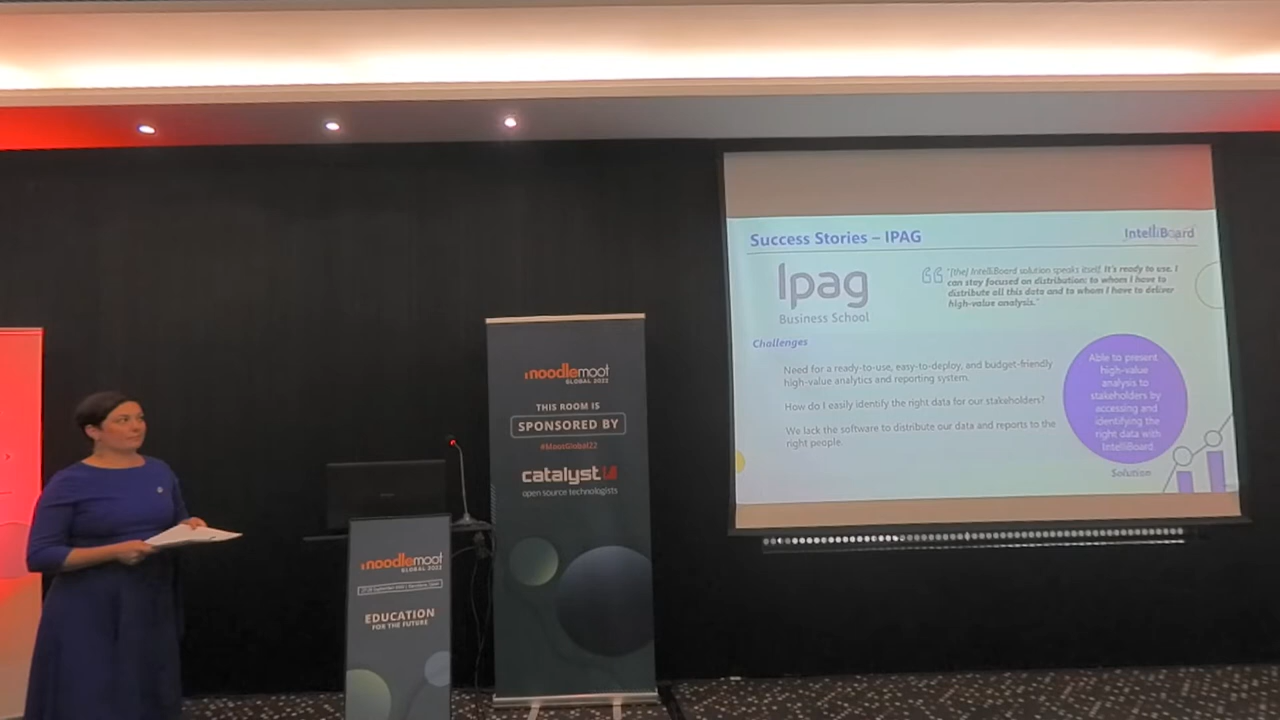 Success Stories – IPAG
IntelliBoard
Ipag
Business School
"[the] IntelliBoard solution speaks itself. It's ready to use. I
can stay focused on distribution: to whom I have to
distribute all this data and to whom I have to deliver
high-value analysis."
Challenges
Need for a ready-to-use, easy-to-deploy, and budget-friendly
high-value analytics and reporting system.
How do I easily identify the right data for our stakeholders?
We lack the software to distribute our data and reports to the
right people.
Able to present
high-value
analysis to
stakeholders by
accessing and
identifying the
right data with
IntelliBoard
Solution
moodlemoot
GLOBAL 2022
THIS ROOM IS
SPONSORED BY
#MootGlobal22
catalyst
open source technologists
moodlemoot
GLOBAL 2022
EDUCATION
FOR THE FUTURE